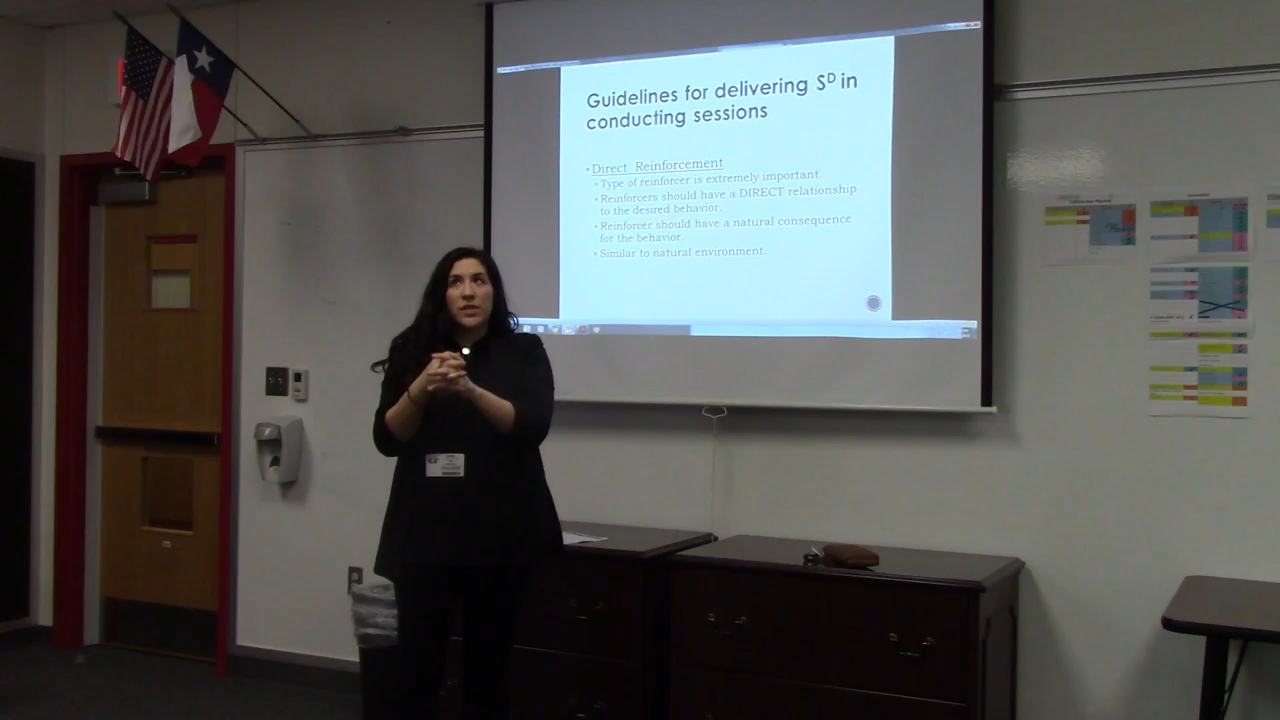 Guidelines for delivering Sᴰ in
conducting sessions
Direct Reinforcement
Type of reinforcer is extremely important.
Reinforcers should have a DIRECT relationship
to the desired behavior.
Reinforcer should have a natural consequence
for the behavior.
Similar to natural environment.